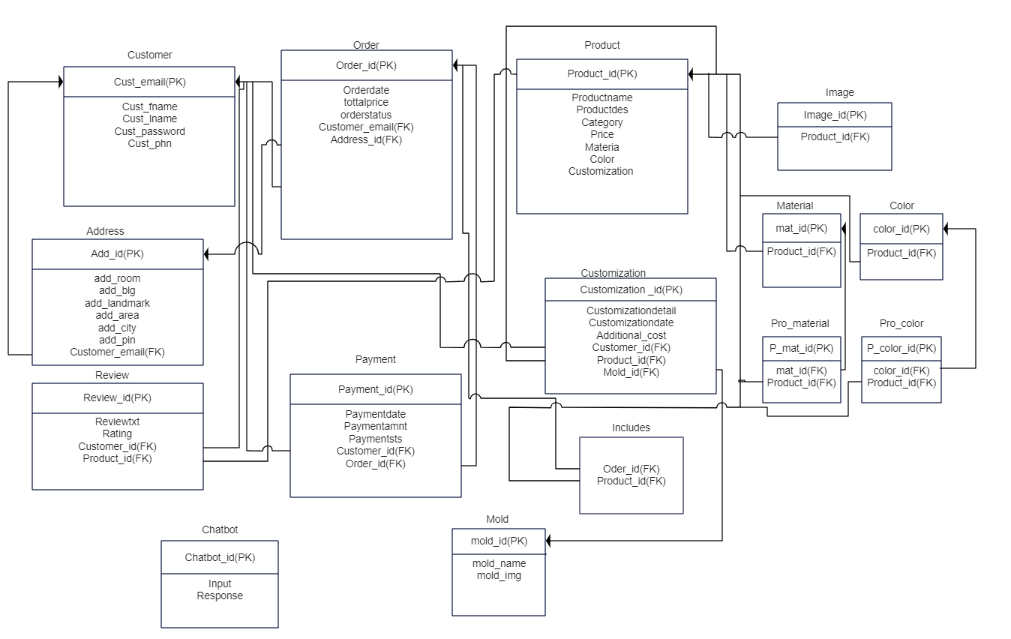 Customer
Cust_email(PK)
Cust_fname
Cust_lname
Cust_password
Cust_phn
Order
Order_id(PK)
Orderdate
tottalprice
orderstatus
Customer_email(FK)
Address_id(FK)
Product
Product_id(PK)
Productname
Productdes
Category
Price
Materia
Color
Customization
Image
Image_id(PK)
Product_id(FK)
Address
Add_id(PK)
add_room
add_blg
add_landmark
add_area
add_city
add_pin
Customer_email(FK)
Material
mat_id(PK)
Product_id(FK)
Color
color_id(PK)
Product_id(FK)
Customization
Customization _id(PK)
Customizationdetail
Customizationdate
Additional_cost
Customer_id(FK)
Product_id(FK)
Mold_id(FK)
Pro_material
P_mat_id(PK)
mat_id(FK)
Product_id(FK)
Pro_color
P_color_id(PK)
color_id(FK)
Product_id(FK)
Review
Review_id(PK)
Reviewtxt
Rating
Customer_id(FK)
Product_id(FK)
Payment
Payment_id(PK)
Paymentdate
Paymentamnt
Paymentsts
Customer_id(FK)
Order_id(FK)
Includes
Oder_id(FK)
Product_id(FK)
Chatbot
Chatbot_id(PK)
Input
Response
Mold
mold_id(PK)
mold_name
mold_img